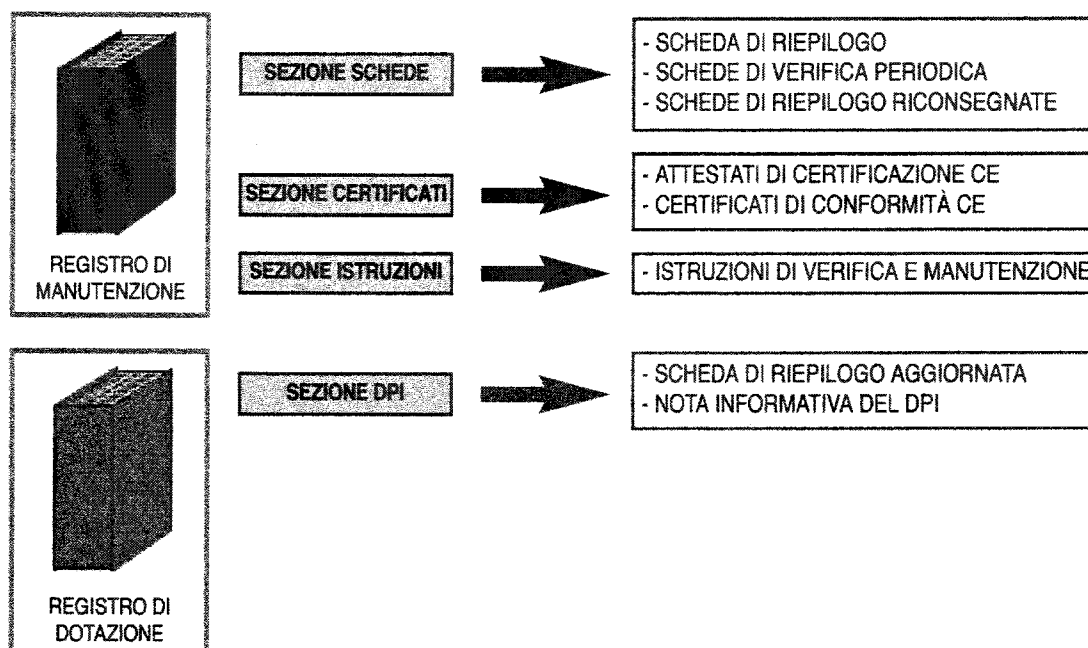 REGISTRO DI
MANUTENZIONE
SEZIONE SCHEDE
- SCHEDA DI RIEPILOGO
- SCHEDE DI VERIFICA PERIODICA
- SCHEDE DI RIEPILOGO RICONSEGNATE
SEZIONE CERTIFICATI
- ATTESTATI DI CERTIFICAZIONE CE
- CERTIFICATI DI CONFORMITÀ CE
SEZIONE ISTRUZIONI
- ISTRUZIONI DI VERIFICA E MANUTENZIONE
REGISTRO DI
DOTAZIONE
SEZIONE DPI
- SCHEDA DI RIEPILOGO AGGIORNATA
- NOTA INFORMATIVA DEL DPI